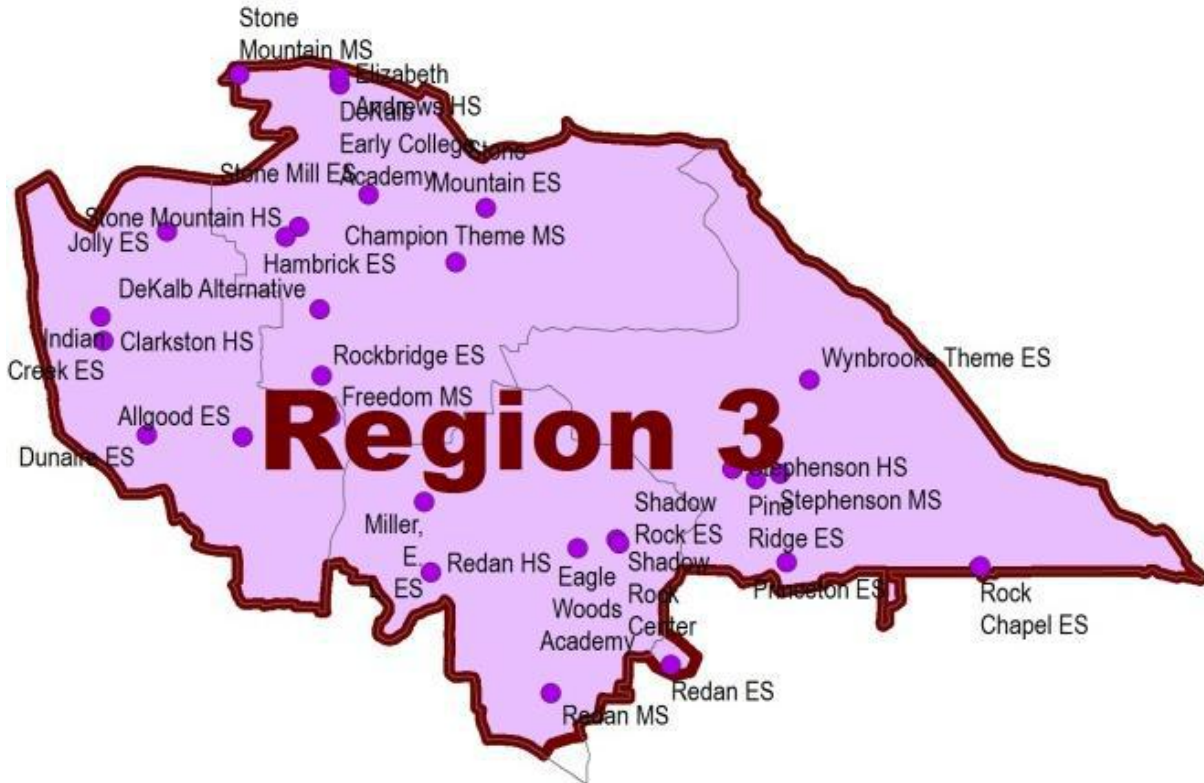 Stone
Mountain MS
Elizabeth
Andrews HS
DeKalb
Early College
Academy
Stone
Mountain ES
Stone Mill ES
Stone Mountain HS
Jolly ES
Champion Theme MS
Hambrick ES
DeKalb Alternative
Indian
Creek ES
Clarkston HS
Rockbridge ES
Wynbrooke Theme ES
Freedom MS
Allgood ES
Dunaire ES
Region 3
Stephenson HS
Stephenson MS
Pine
Ridge ES
Shadow
Rock ES
Miller,
E.
ES
Redan HS
Eagle
Woods
Academy
Shadow
Rock
Center
Princeton ES
Rock
Chapel ES
Redan ES
Redan MS